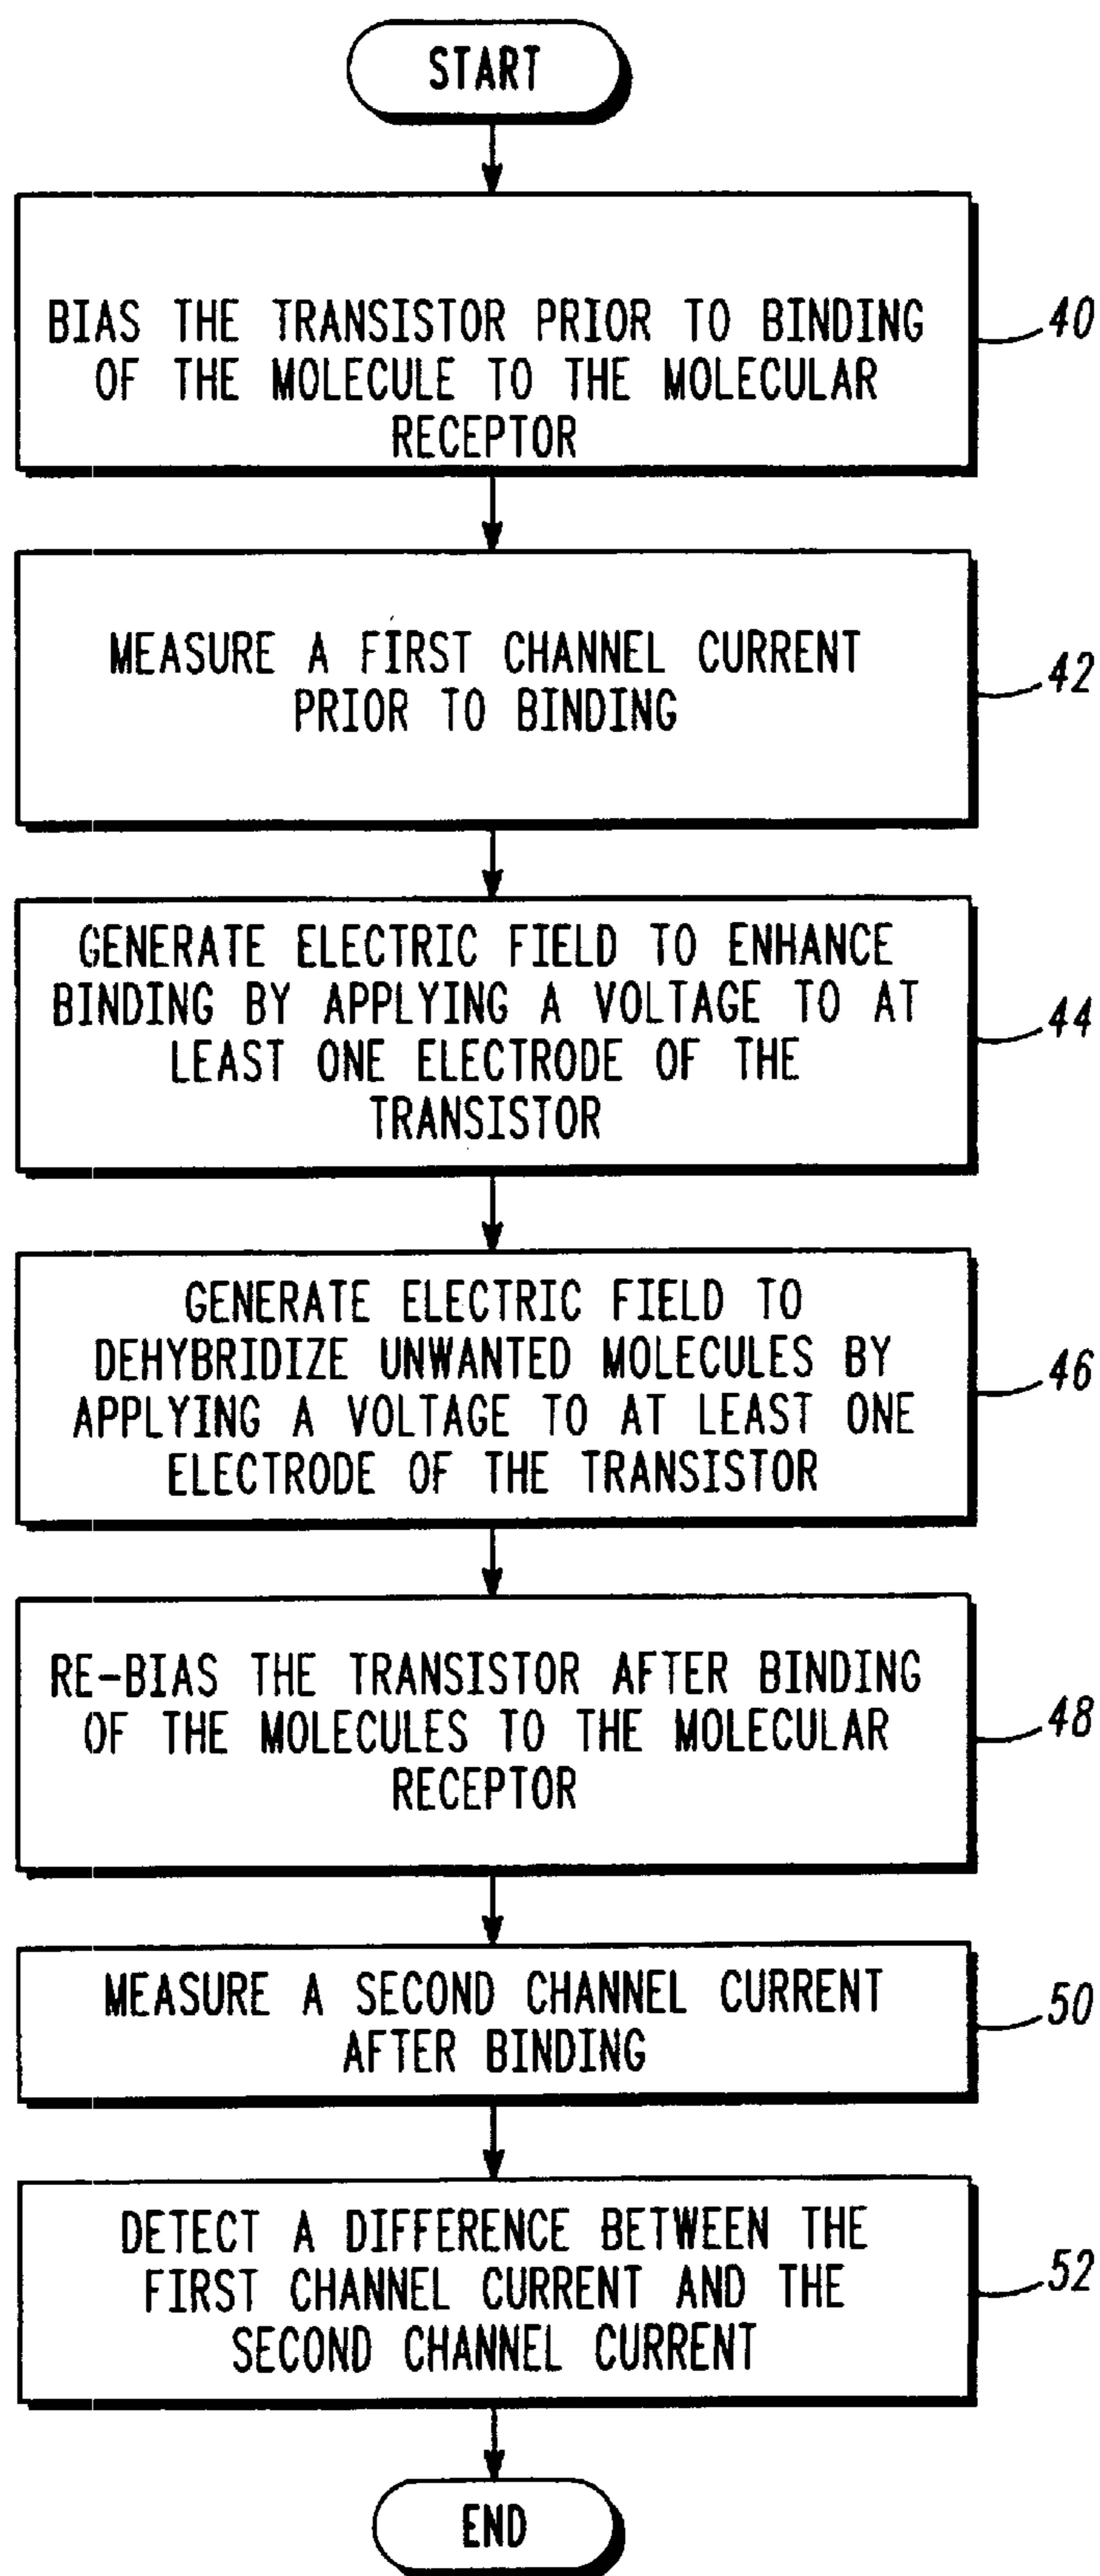 START
BIAS THE TRANSISTOR PRIOR TO BINDING
OF THE MOLECULE TO THE MOLECULAR
RECEPTOR
40
MEASURE A FIRST CHANNEL CURRENT
PRIOR TO BINDING
42
GENERATE ELECTRIC FIELD TO ENHANCE
BINDING BY APPLYING A VOLTAGE TO AT
LEAST ONE ELECTRODE OF THE
TRANSISTOR
44
GENERATE ELECTRIC FIELD TO
DEHYBRIDIZE UNWANTED MOLECULES BY
APPLYING A VOLTAGE TO AT LEAST ONE
ELECTRODE OF THE TRANSISTOR
46
RE-BIAS THE TRANSISTOR AFTER BINDING
OF THE MOLECULES TO THE MOLECULAR
RECEPTOR
48
MEASURE A SECOND CHANNEL CURRENT
AFTER BINDING
50
DETECT A DIFFERENCE BETWEEN THE
FIRST CHANNEL CURRENT AND THE
SECOND CHANNEL CURRENT
52
END